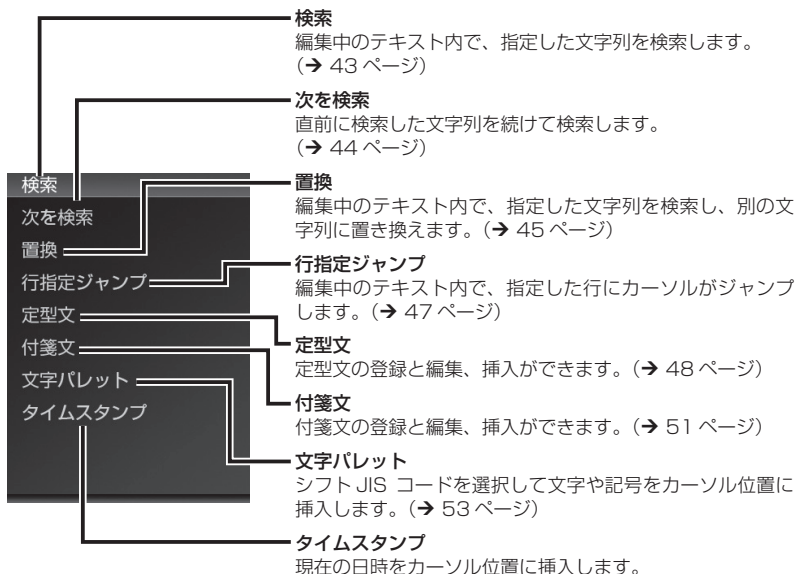 検索
次を検索
置換
行指定ジャンプ
定型文
付箋文
文字パレット
タイムスタンプ
検索
編集中のテキスト内で、指定した文字列を検索します。
(➔ 43 ページ)
次を検索
直前に検索した文字列を続けて検索します。
(➔ 44 ページ)
置換
編集中のテキスト内で、指定した文字列を検索し、別の文
字列に置き換えます。(➔ 45 ページ)
行指定ジャンプ
編集中のテキスト内で、指定した行にカーソルがジャンプ
します。(➔ 47 ページ)
定型文
定型文の登録と編集、挿入ができます。(➔ 48 ページ)
付箋文
付箋文の登録と編集、挿入ができます。(➔ 51 ページ)
文字パレット
シフト JIS コードを選択して文字や記号をカーソル位置に
挿入します。(➔ 53 ページ)
タイムスタンプ
現在の日時をカーソル位置に挿入します。